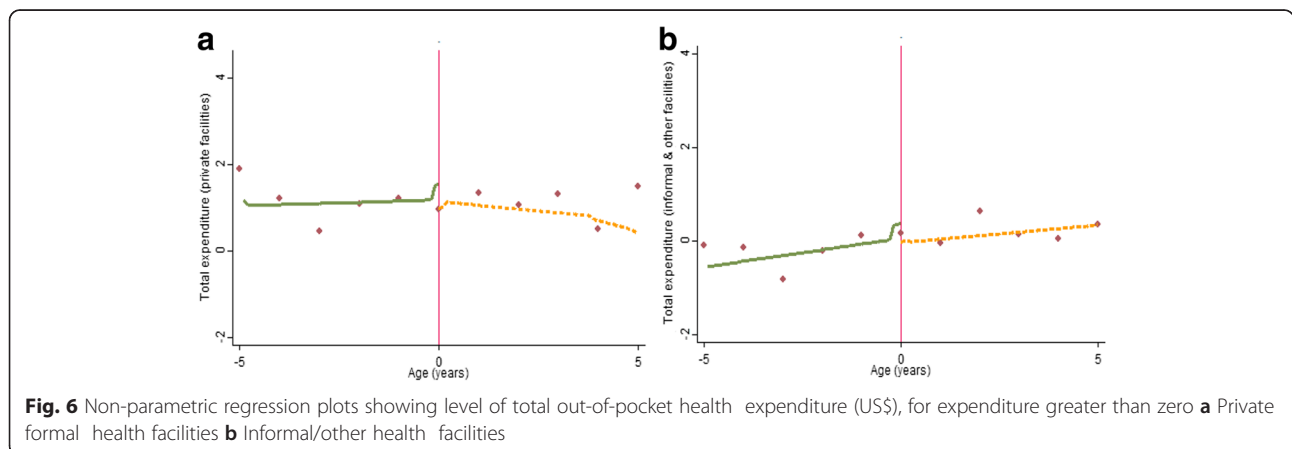 a
Total expenditure (private facilities)
4
2
0
-2
-5
0
5
Age (years)
b
Total expenditure (informal & other facilities)
4
2
0
-2
-5
0
5
Age (years)
Fig. 6 Non-parametric regression plots showing level of total out-of-pocket health expenditure (US$), for expenditure greater than zero a Private
formal health facilities b Informal/other health facilities